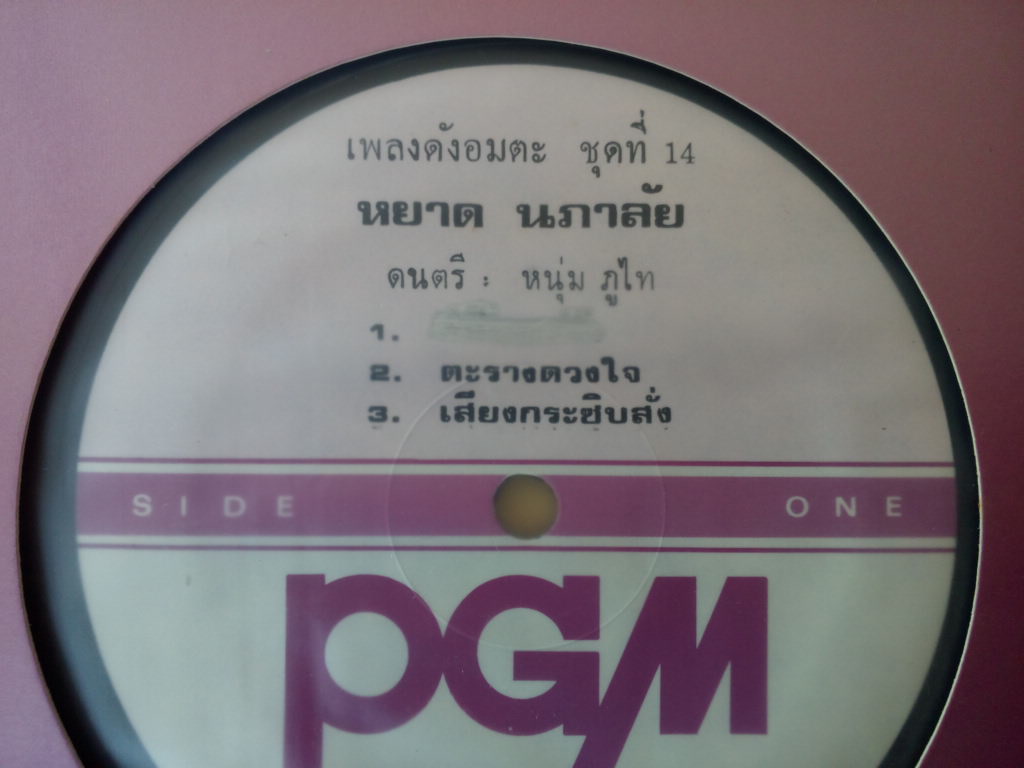 เพลงดังอมตะ ชุดที่ 14
หยาด นภาลัย
ดนตรี : หนุ่ม ภูไท
1.
2. ตะรางดวงใจ
3. เสียงกระซิบสั่ง
SIDE ONE
PGM